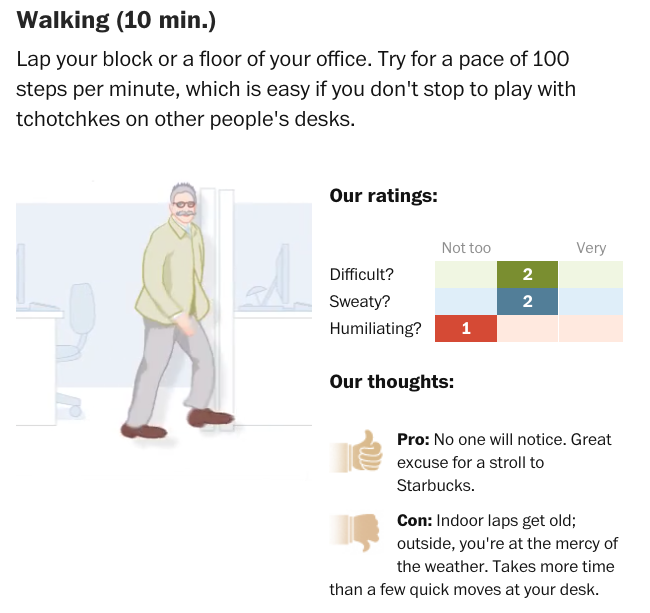 Walking (10 min.)
Lap your block or a floor of your office. Try for a pace of 100
steps per minute, which is easy if you don't stop to play with
tchotchkes on other people's desks.
Our ratings:
Not too Very
Difficult? 2
Sweaty? 2
Humiliating? 1
Our thoughts:
Pro: No one will notice. Great
excuse for a stroll to
Starbucks.
Con: Indoor laps get old;
outside, you're at the mercy of
the weather. Takes more time
than a few quick moves at your desk.